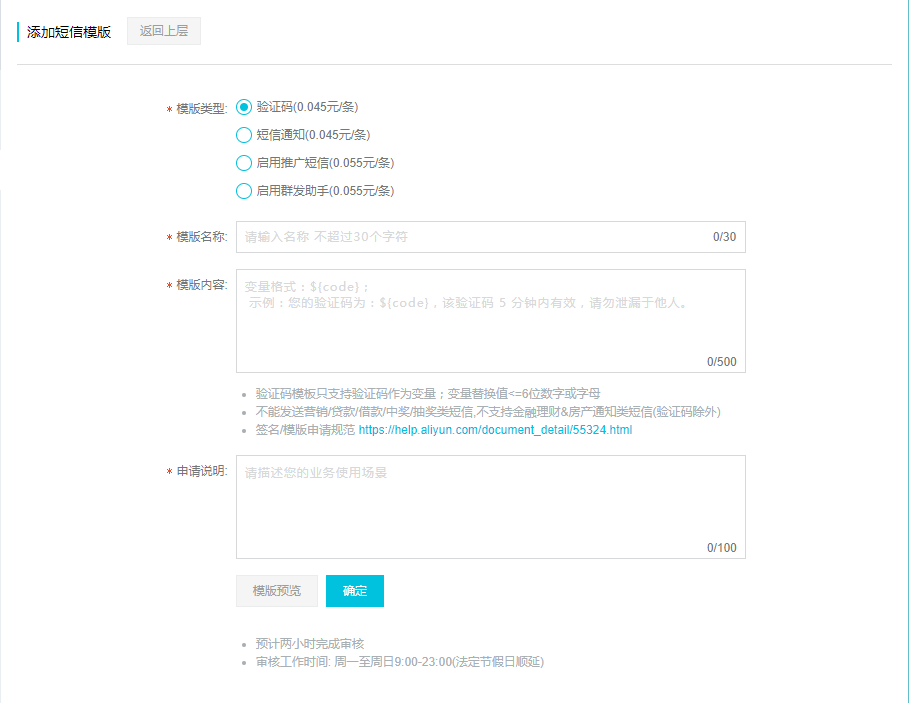 添加短信模版 返回上层
* 模版类型: 验证码(0.045元/条)
短信通知(0.045元/条)
启用推广短信(0.055元/条)
启用群发助手(0.055元/条)
* 模版名称: 请输入名称 不超过30个字符 0/30
* 模版内容: 变量格式：${code}；
示例：您的验证码为：${code}，该验证码 5 分钟内有效，请勿泄漏于他人。
0/500
验证码模板只支持验证码作为变量；变量替换值<=6位数字或字母
不能发送营销/贷款/借款/中奖/抽奖类短信,不支持金融理财&房产通知类短信(验证码除外)
签名/模版申请规范 https://help.aliyun.com/document_detail/55324.html
* 申请说明: 请描述您的业务使用场景
0/100
模版预览 确定
预计两小时完成审核
审核工作时间: 周一至周日9:00-23:00(法定节假日顺延)